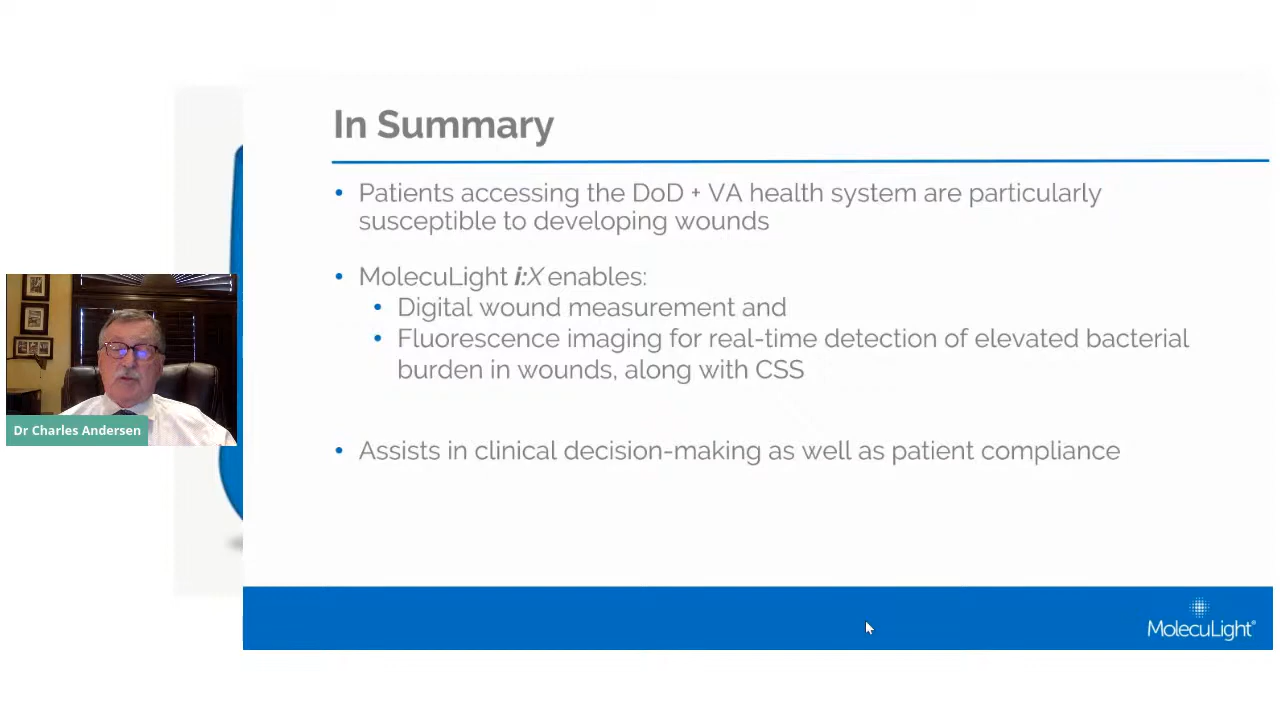 In Summary
• Patients accessing the DoD + VA health system are particularly
susceptible to developing wounds
• MolecuLight i:X enables:
• Digital wound measurement and
• Fluorescence imaging for real-time detection of elevated bacterial
burden in wounds, along with CSS
• Assists in clinical decision-making as well as patient compliance
Dr Charles Andersen
MolecuLight®